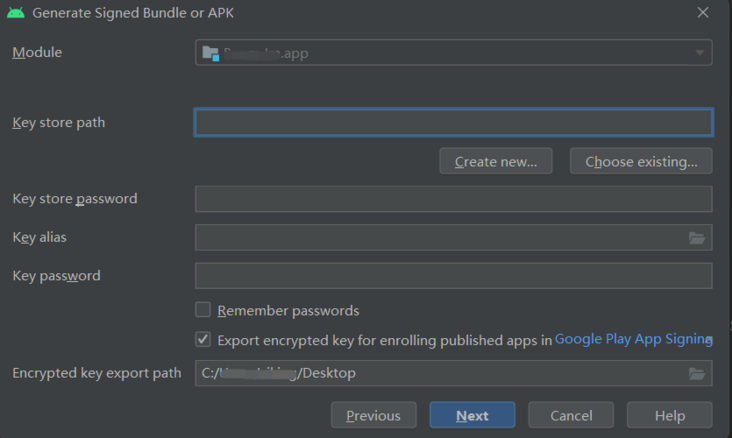 Generate Signed Bundle or APK
Module
.app
Key store path
Create new... Choose existing...
Key store password
Key alias
Key password
Remember passwords
Export encrypted key for enrolling published apps in Google Play App Signing
Encrypted key export path C:/ /Desktop
Previous Next Cancel Help